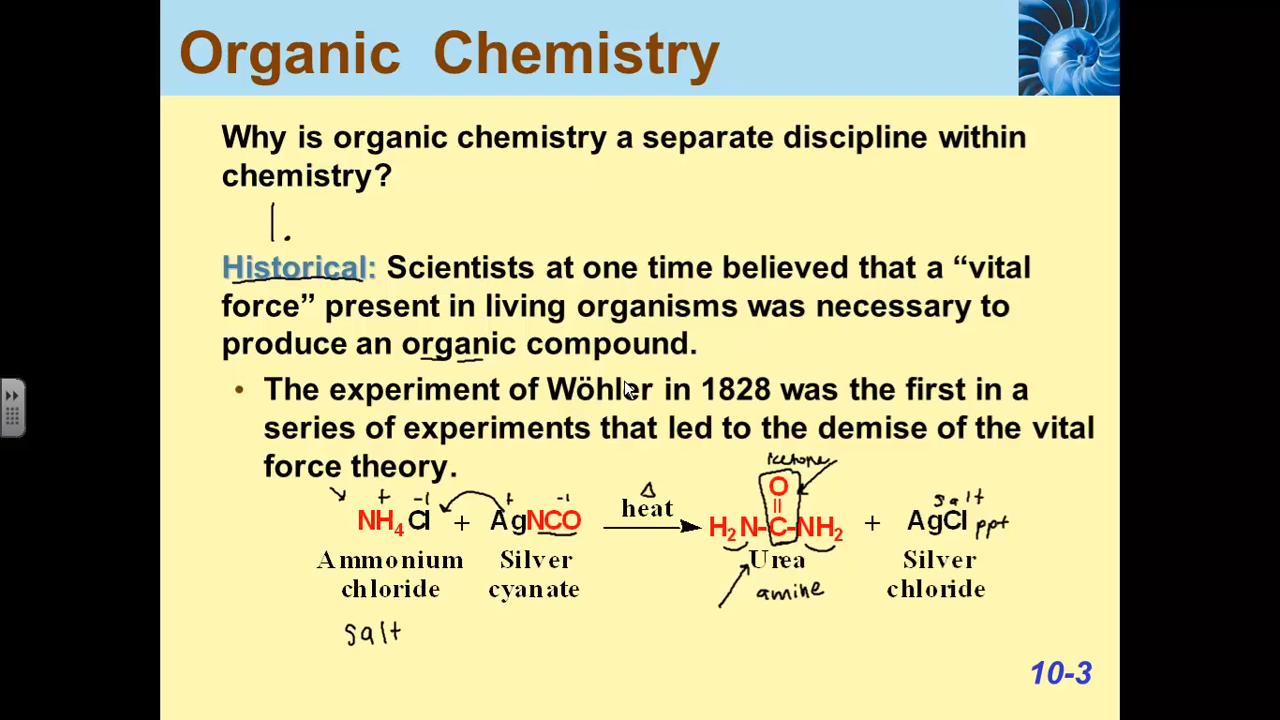 Organic Chemistry
Why is organic chemistry a separate discipline within
chemistry?
1.
Historical: Scientists at one time believed that a “vital
force” present in living organisms was necessary to
produce an organic compound.
• The experiment of Wöhler in 1828 was the first in a
series of experiments that led to the demise of the vital
force theory.
ketone
+ -1 + -1 Δ O salt
NH4Cl + AgNCO heat H2N-C-NH2 + AgCl ppt
Ammonium Silver Urea Silver
chloride cyanate amine chloride
salt
10-3